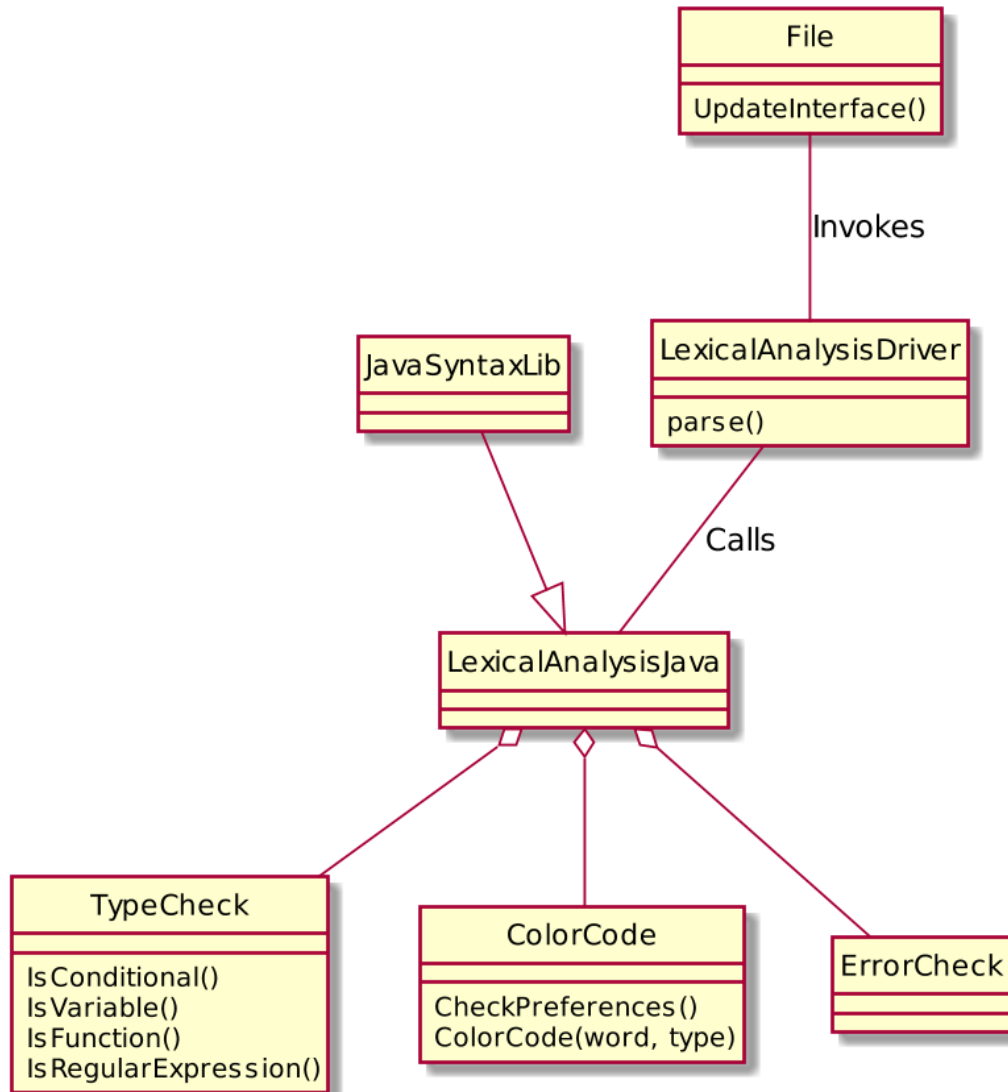 File
UpdateInterface()
Invokes
JavaSyntaxLib
LexicalAnalysisDriver
parse()
Calls
LexicalAnalysisJava
TypeCheck
IsConditional()
IsVariable()
IsFunction()
IsRegularExpression()
ColorCode
CheckPreferences()
ColorCode(word, type)
ErrorCheck